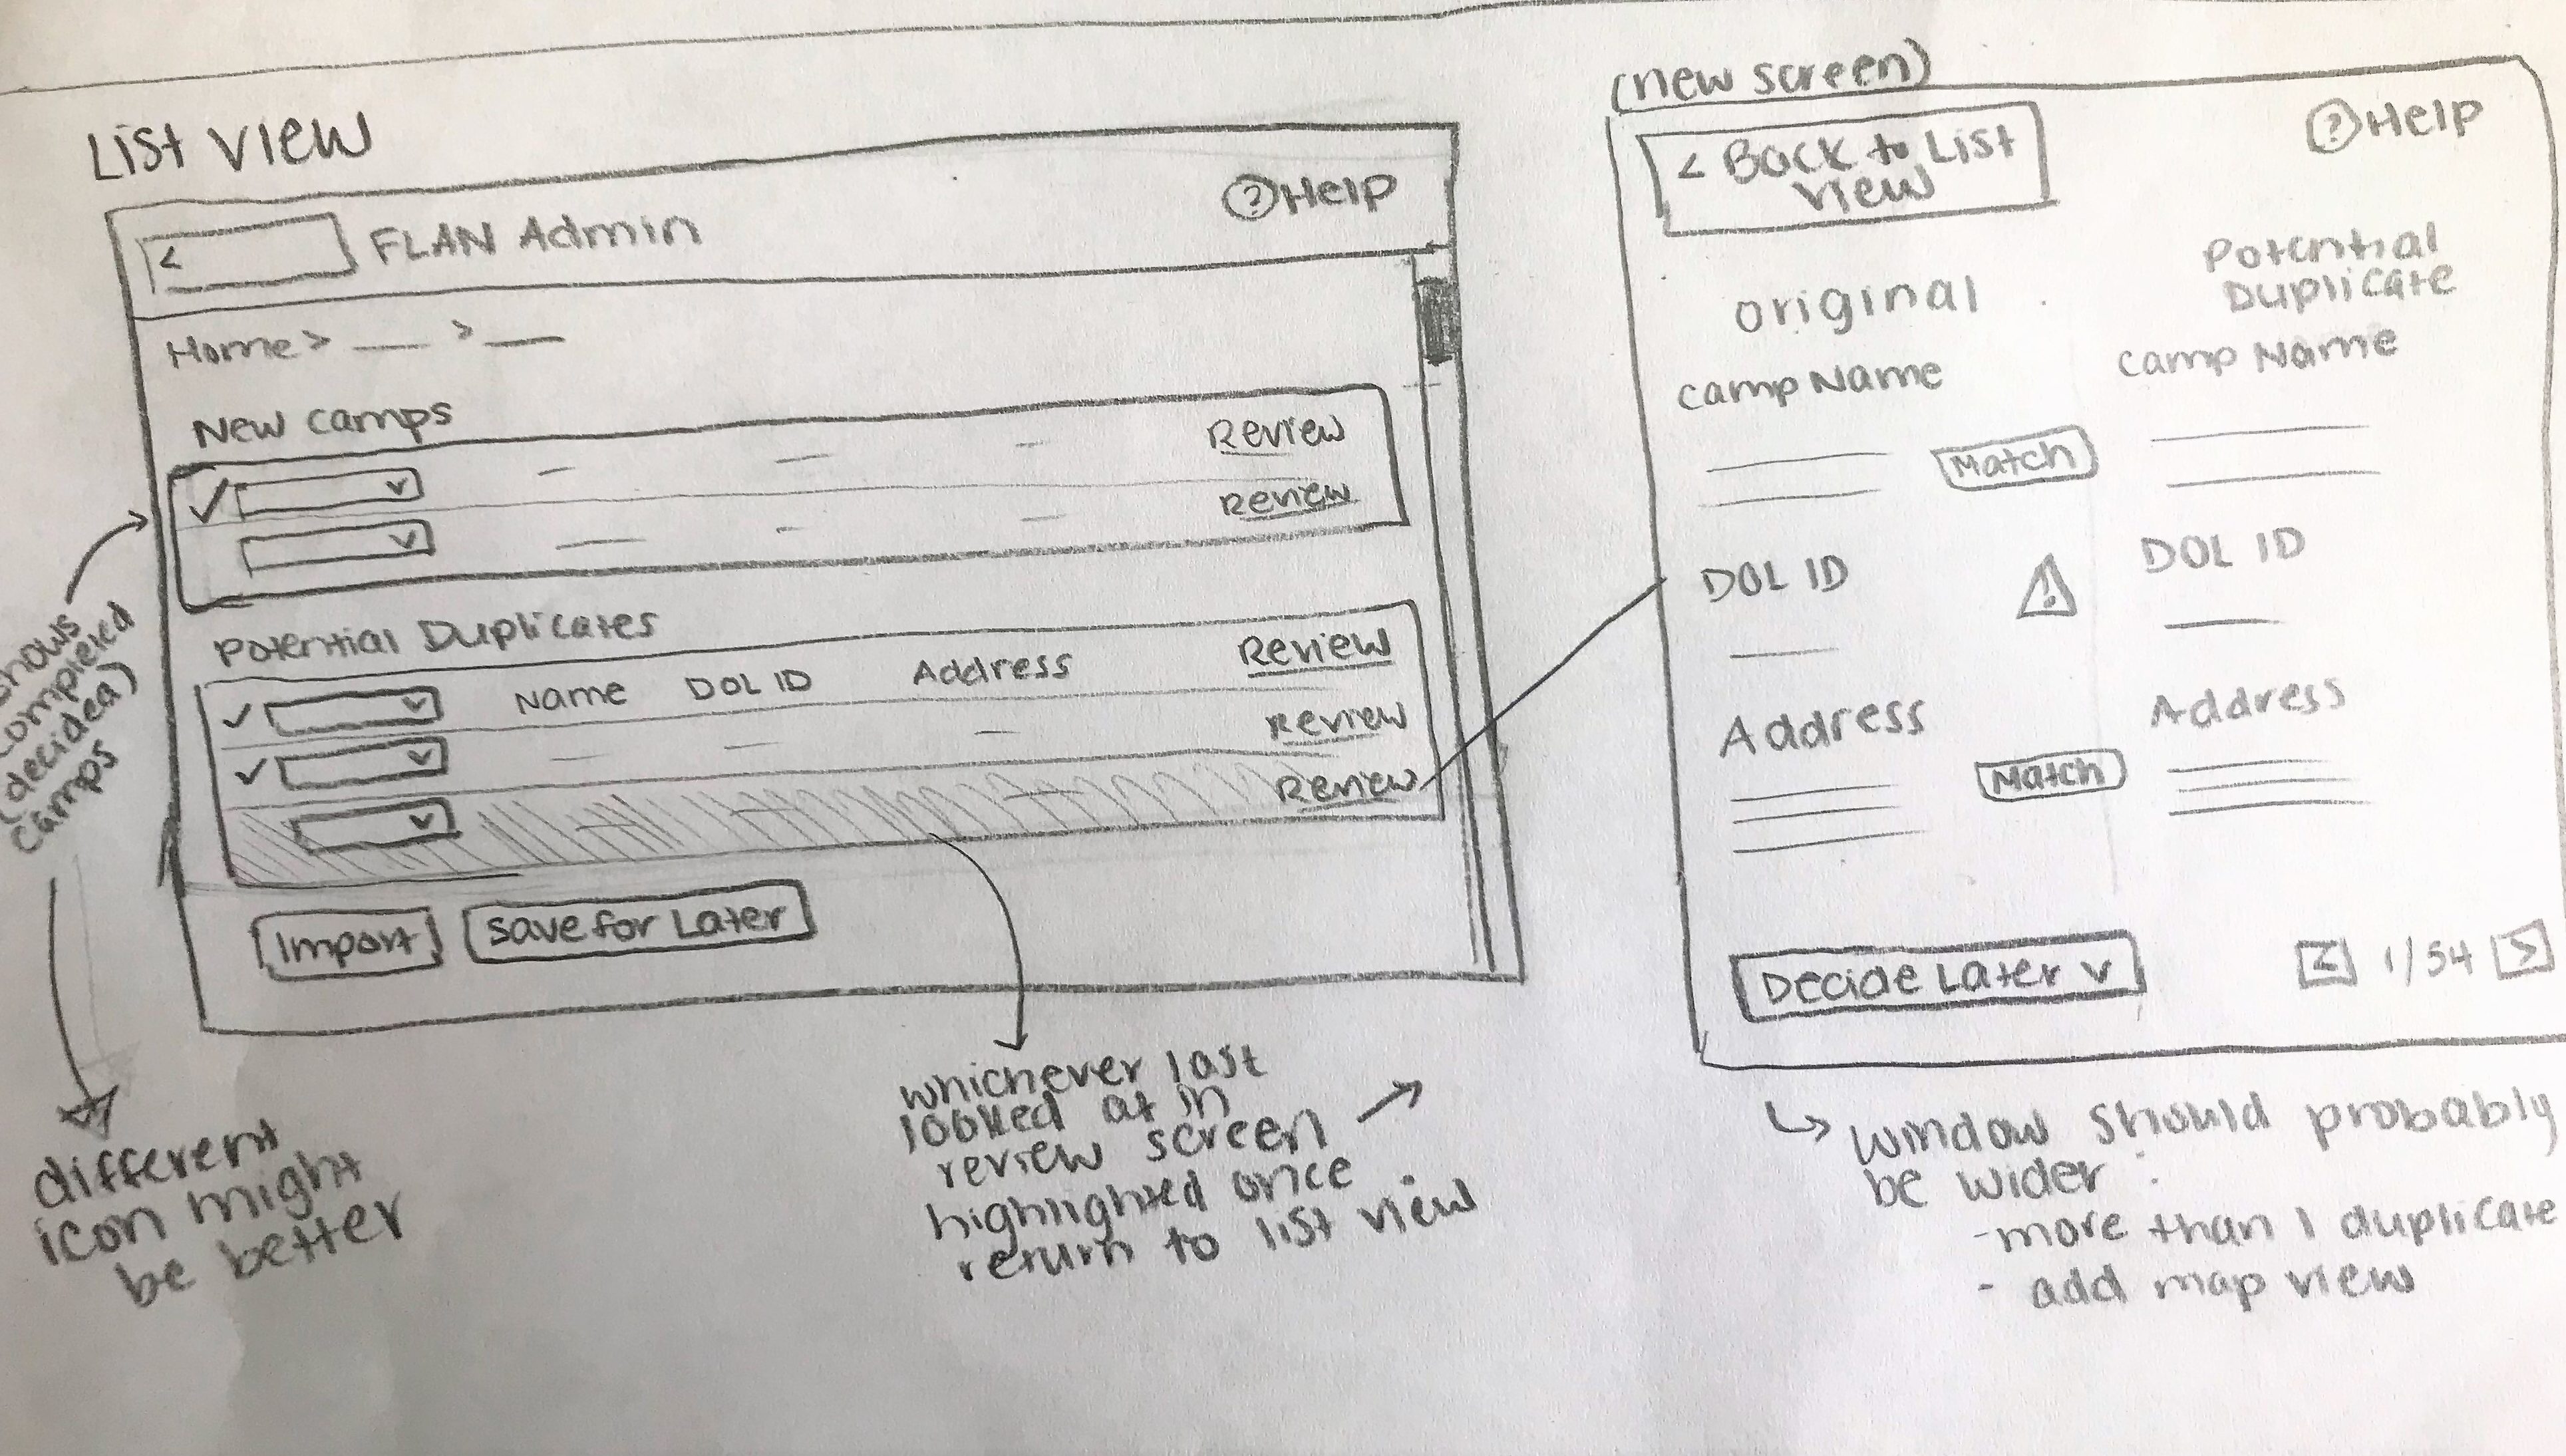 List View
< FLAN Admin
? Help
Home > __ > __
New camps
Review
Review
Potential Duplicates
Name DOL ID Address Review
Review
Review
Import
Save for Later
shows
completed
(decided)
camps
different
icon might
be better
whichever last
looked at in
review screen
highlighted once
return to list view
(new screen)
< Back to List
View
? Help
original
Potential
Duplicate
Camp Name
Camp Name
Match
DOL ID
!
DOL ID
Address
Address
Match
Decide Later v
< 1/54 >
window should probably
be wider:
- more than 1 duplicate
- add map view